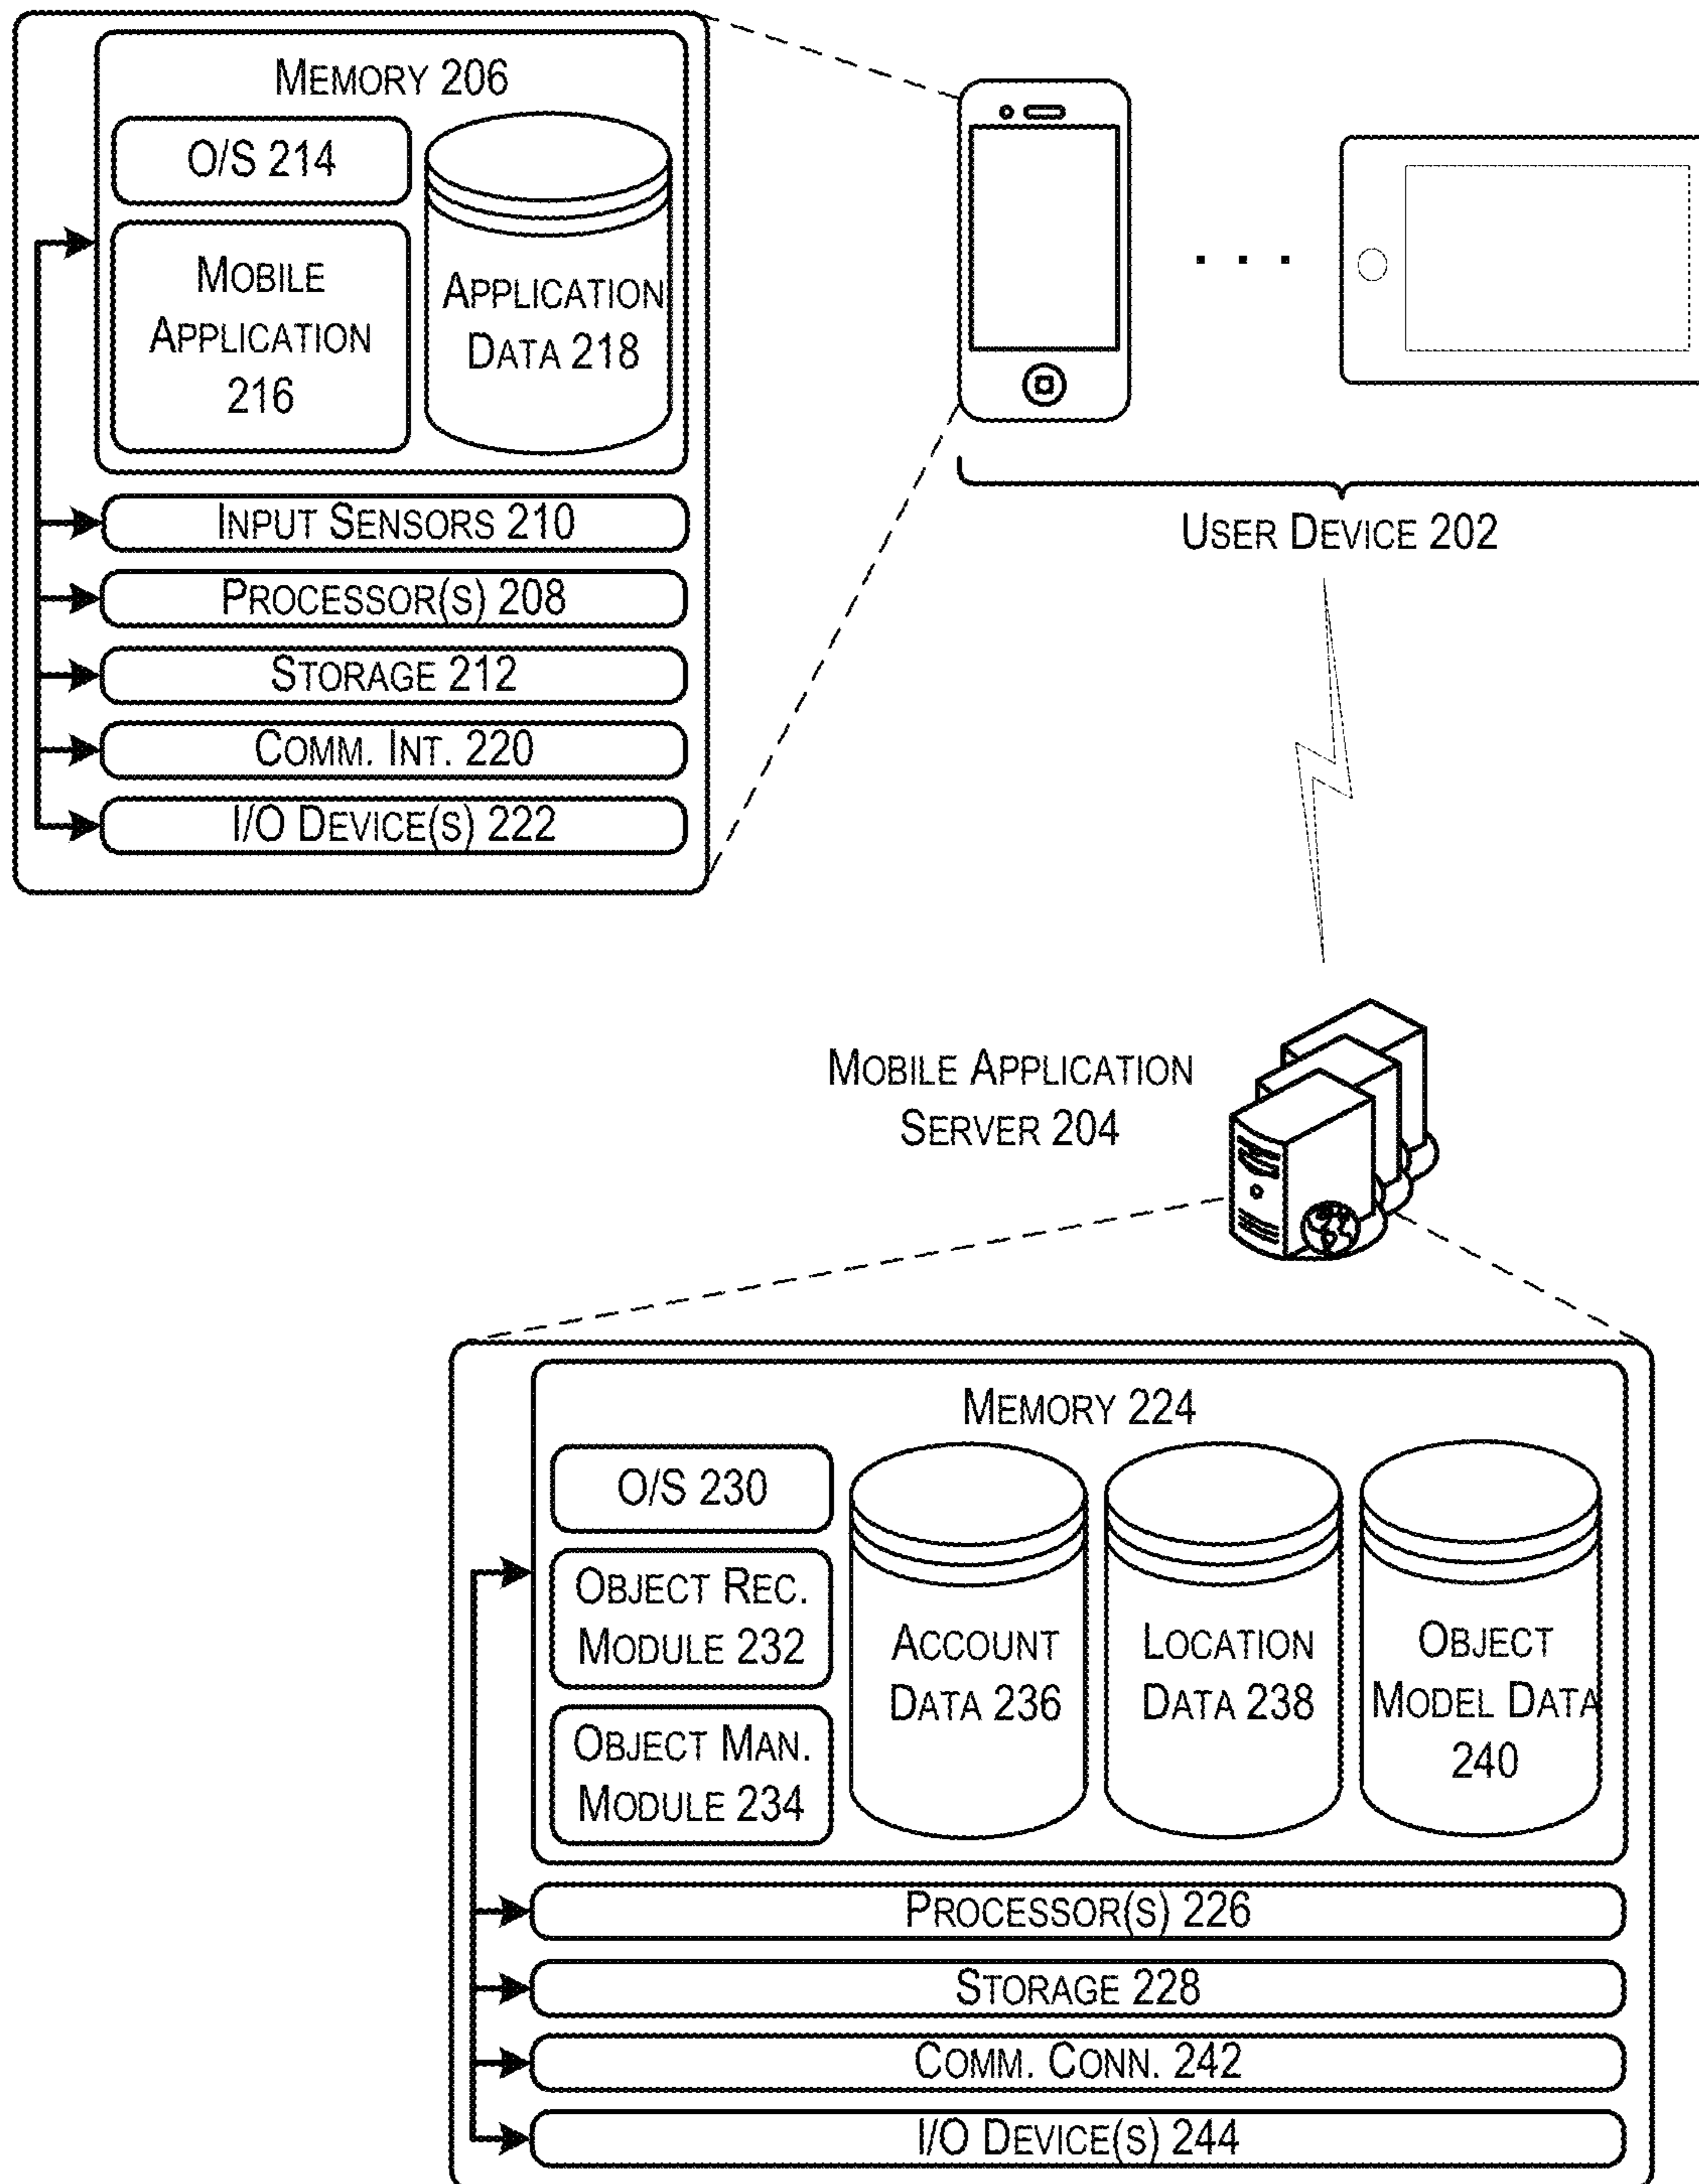 MEMORY 206
O/S 214
MOBILE
APPLICATION
216
APPLICATION
DATA 218
INPUT SENSORS 210
PROCESSOR(S) 208
STORAGE 212
COMM. INT. 220
I/O DEVICE(S) 222
USER DEVICE 202
MOBILE APPLICATION
SERVER 204
MEMORY 224
O/S 230
OBJECT REC.
MODULE 232
OBJECT MAN.
MODULE 234
ACCOUNT
DATA 236
LOCATION
DATA 238
OBJECT
MODEL DATA
240
PROCESSOR(S) 226
STORAGE 228
COMM. CONN. 242
I/O DEVICE(S) 244